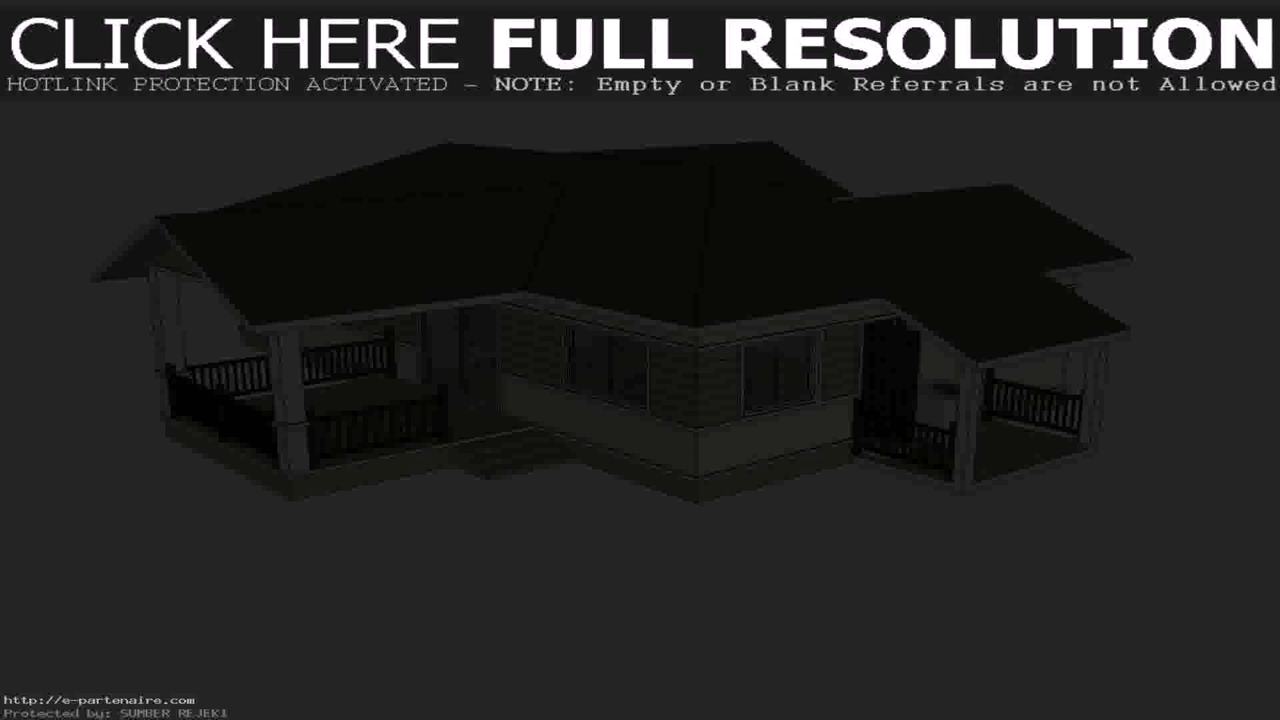 CLICK HERE FULL RESOLUTION
HOTLINK PROTECTION ACTIVATED - NOTE: Empty or Blank Referrals are not Allowed
http://e-partenaire.com
Protected by: SUMBER REJEKI